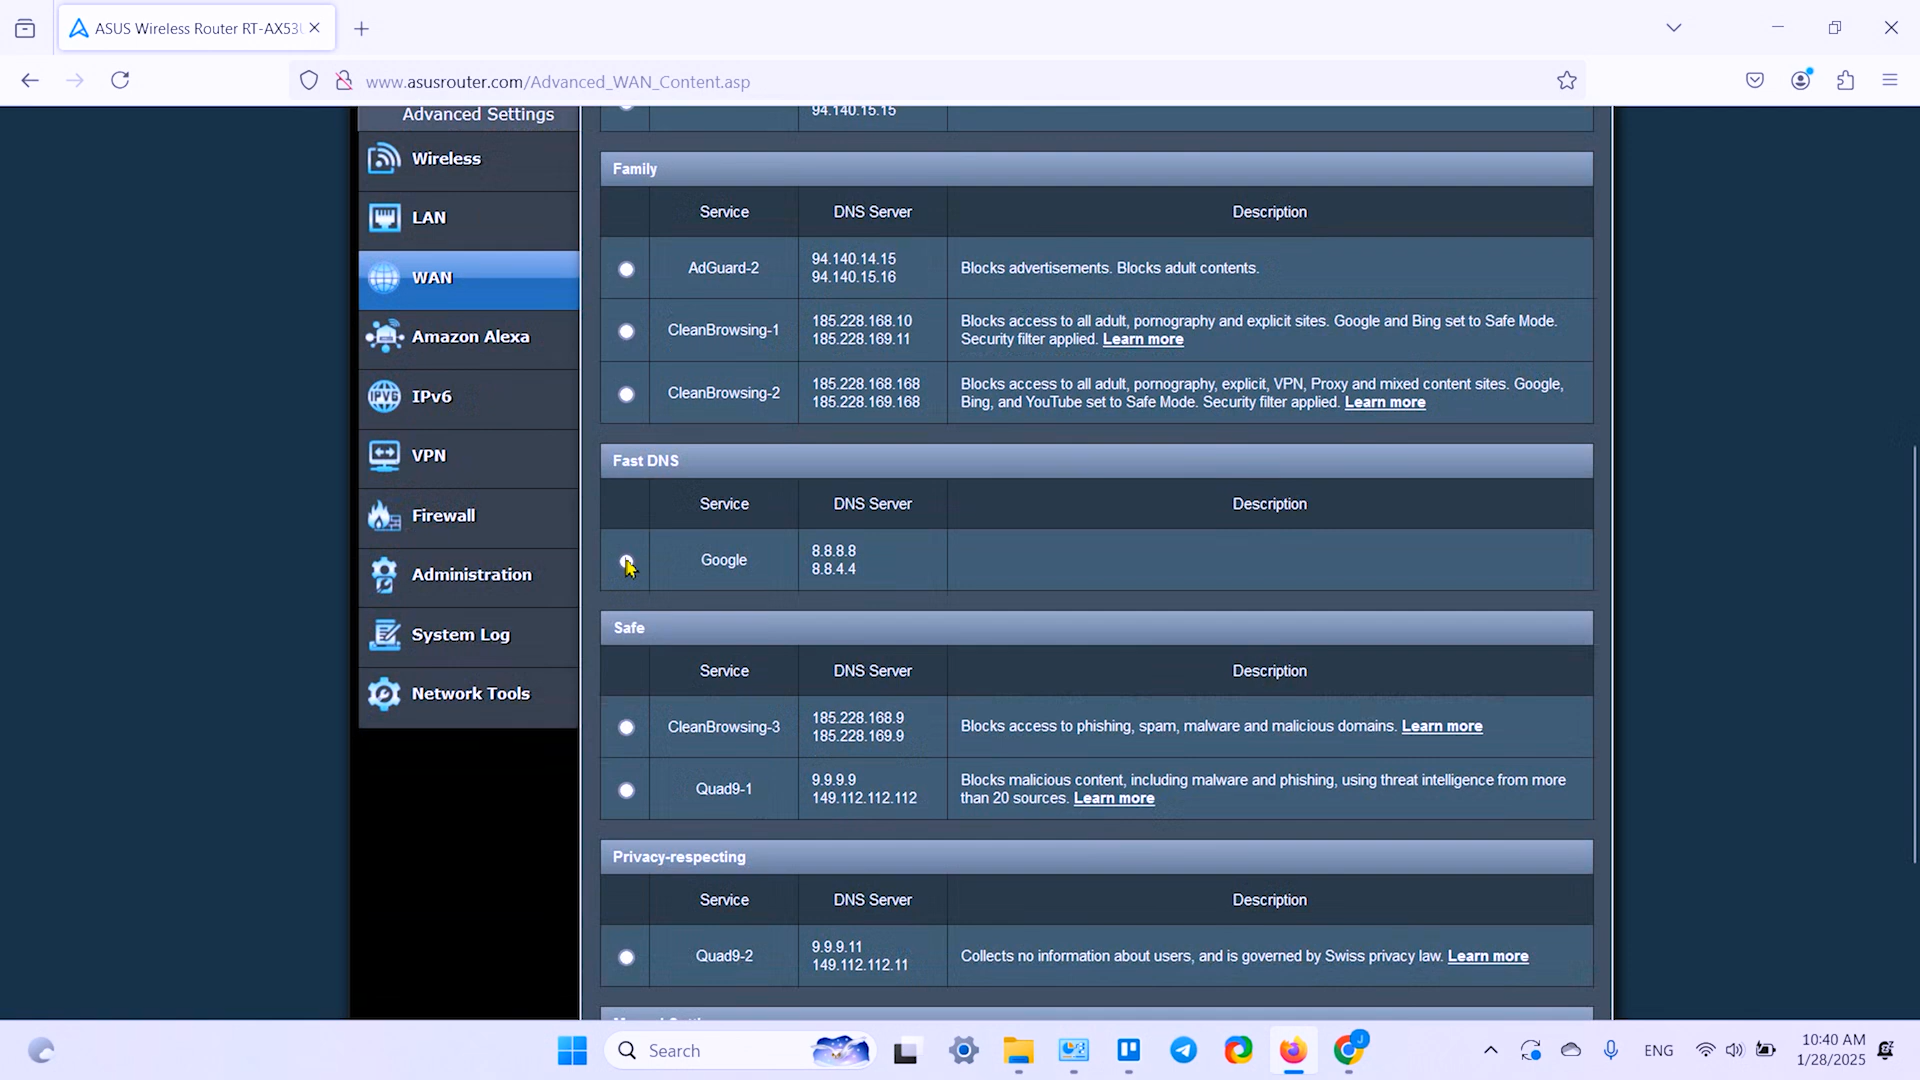 ASUS Wireless Router RT-AX53U
www.asusrouter.com/Advanced_WAN_Content.asp
Advanced Settings
Wireless
LAN
WAN
Amazon Alexa
IPv6
VPN
Firewall
Administration
System Log
Network Tools
94.140.15.15
Family
Service DNS Server Description
AdGuard-2 94.140.14.15 Blocks advertisements. Blocks adult contents.
94.140.15.16
CleanBrowsing-1 185.228.168.10 Blocks access to all adult, pornography and explicit sites. Google and Bing set to Safe Mode.
185.228.169.11 Security filter applied. Learn more
CleanBrowsing-2 185.228.168.168 Blocks access to all adult, pornography, explicit, VPN, Proxy and mixed content sites. Google,
185.228.169.168 Bing, and YouTube set to Safe Mode. Security filter applied. Learn more
Fast DNS
Service DNS Server Description
Google 8.8.8.8
8.8.4.4
Safe
Service DNS Server Description
CleanBrowsing-3 185.228.168.9 Blocks access to phishing, spam, malware and malicious domains. Learn more
185.228.169.9
Quad9-1 9.9.9.9 Blocks malicious content, including malware and phishing, using threat intelligence from more
149.112.112.112 than 20 sources. Learn more
Privacy-respecting
Service DNS Server Description
Quad9-2 9.9.9.11 Collects no information about users, and is governed by Swiss privacy law. Learn more
149.112.112.11
Search
ENG
10:40 AM
1/28/2025